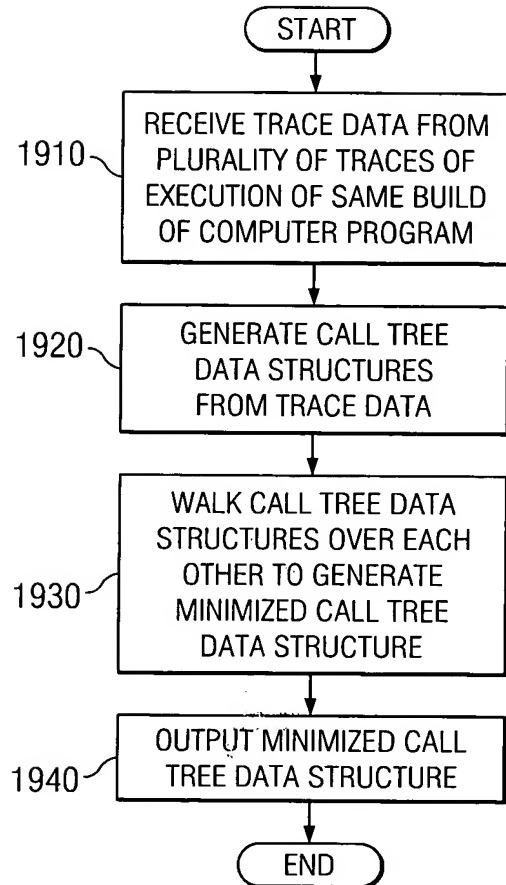 START
1910
RECEIVE TRACE DATA FROM
PLURALITY OF TRACES OF
EXECUTION OF SAME BUILD
OF COMPUTER PROGRAM
1920
GENERATE CALL TREE
DATA STRUCTURES
FROM TRACE DATA
1930
WALK CALL TREE DATA
STRUCTURES OVER EACH
OTHER TO GENERATE
MINIMIZED CALL TREE
DATA STRUCTURE
1940
OUTPUT MINIMIZED CALL
TREE DATA STRUCTURE
END